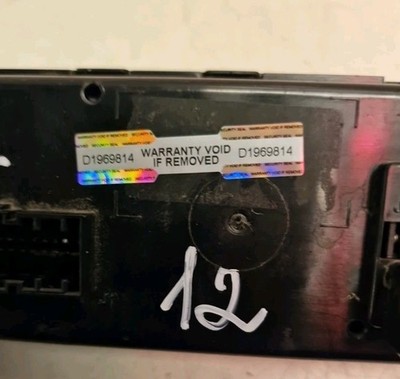 D1969814 WARRANTY VOID D1969814
IF REMOVED
12